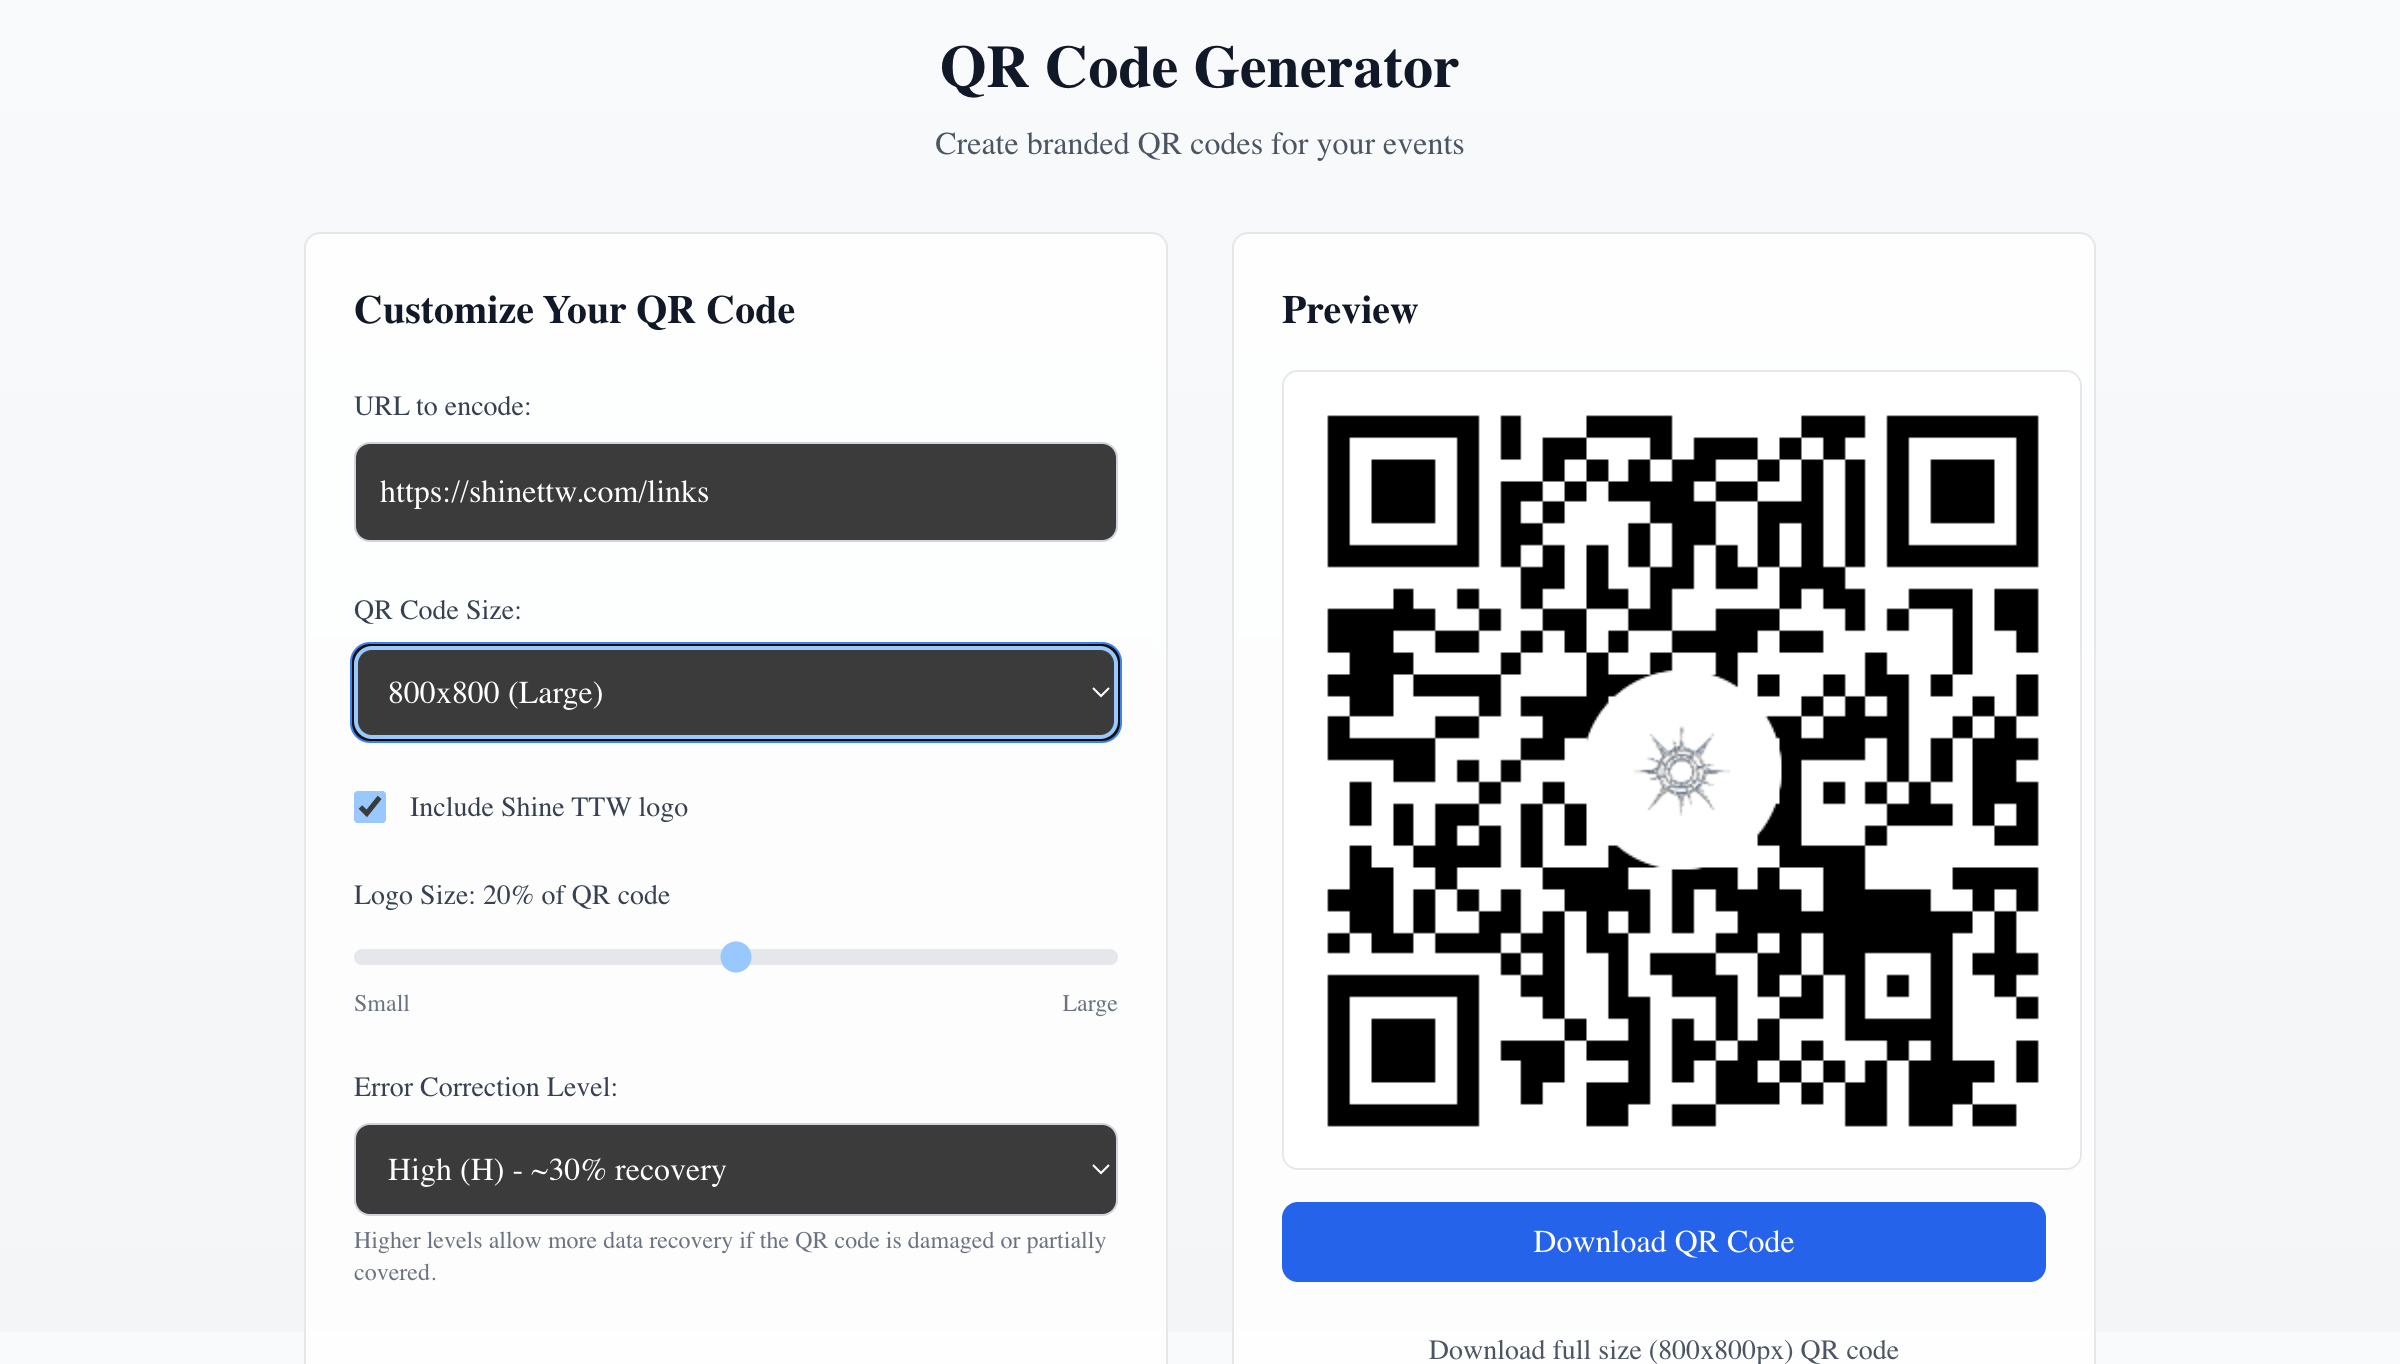 QR Code Generator
Create branded QR codes for your events
Customize Your QR Code
URL to encode:
https://shinettw.com/links
QR Code Size:
800x800 (Large)
Include Shine TTW logo
Logo Size: 20% of QR code
Small
Large
Error Correction Level:
High (H) - ~30% recovery
Higher levels allow more data recovery if the QR code is damaged or partially
covered.
Preview
Download QR Code
Download full size (800x800px) QR code